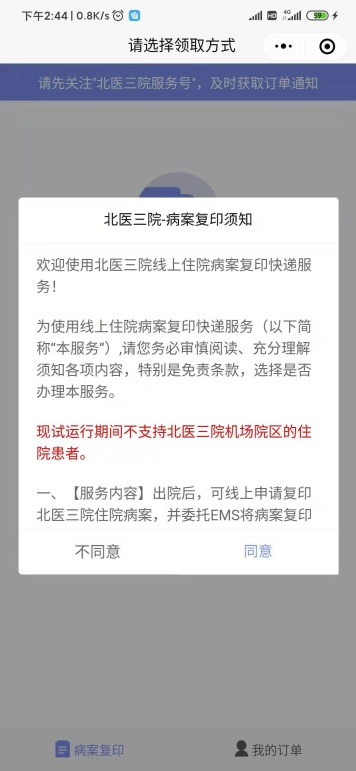 下午2:44 | 0.8K/s
HD 4G 59
请选择领取方式
请先关注"北医三院服务号"，及时获取订单通知
北医三院-病案复印须知
欢迎使用北医三院线上住院病案复印快递服
务！
为使用线上住院病案复印快递服务（以下简
称“本服务”）,请您务必审慎阅读、充分理解
须知各项内容，特别是免责条款，选择是否
办理本服务。
现试运行期间不支持北医三院机场院区的住
院患者。
一、【服务内容】出院后，可线上申请复印
北医三院住院病案，并委托EMS将病案复印
不同意
同意
病案复印
我的订单